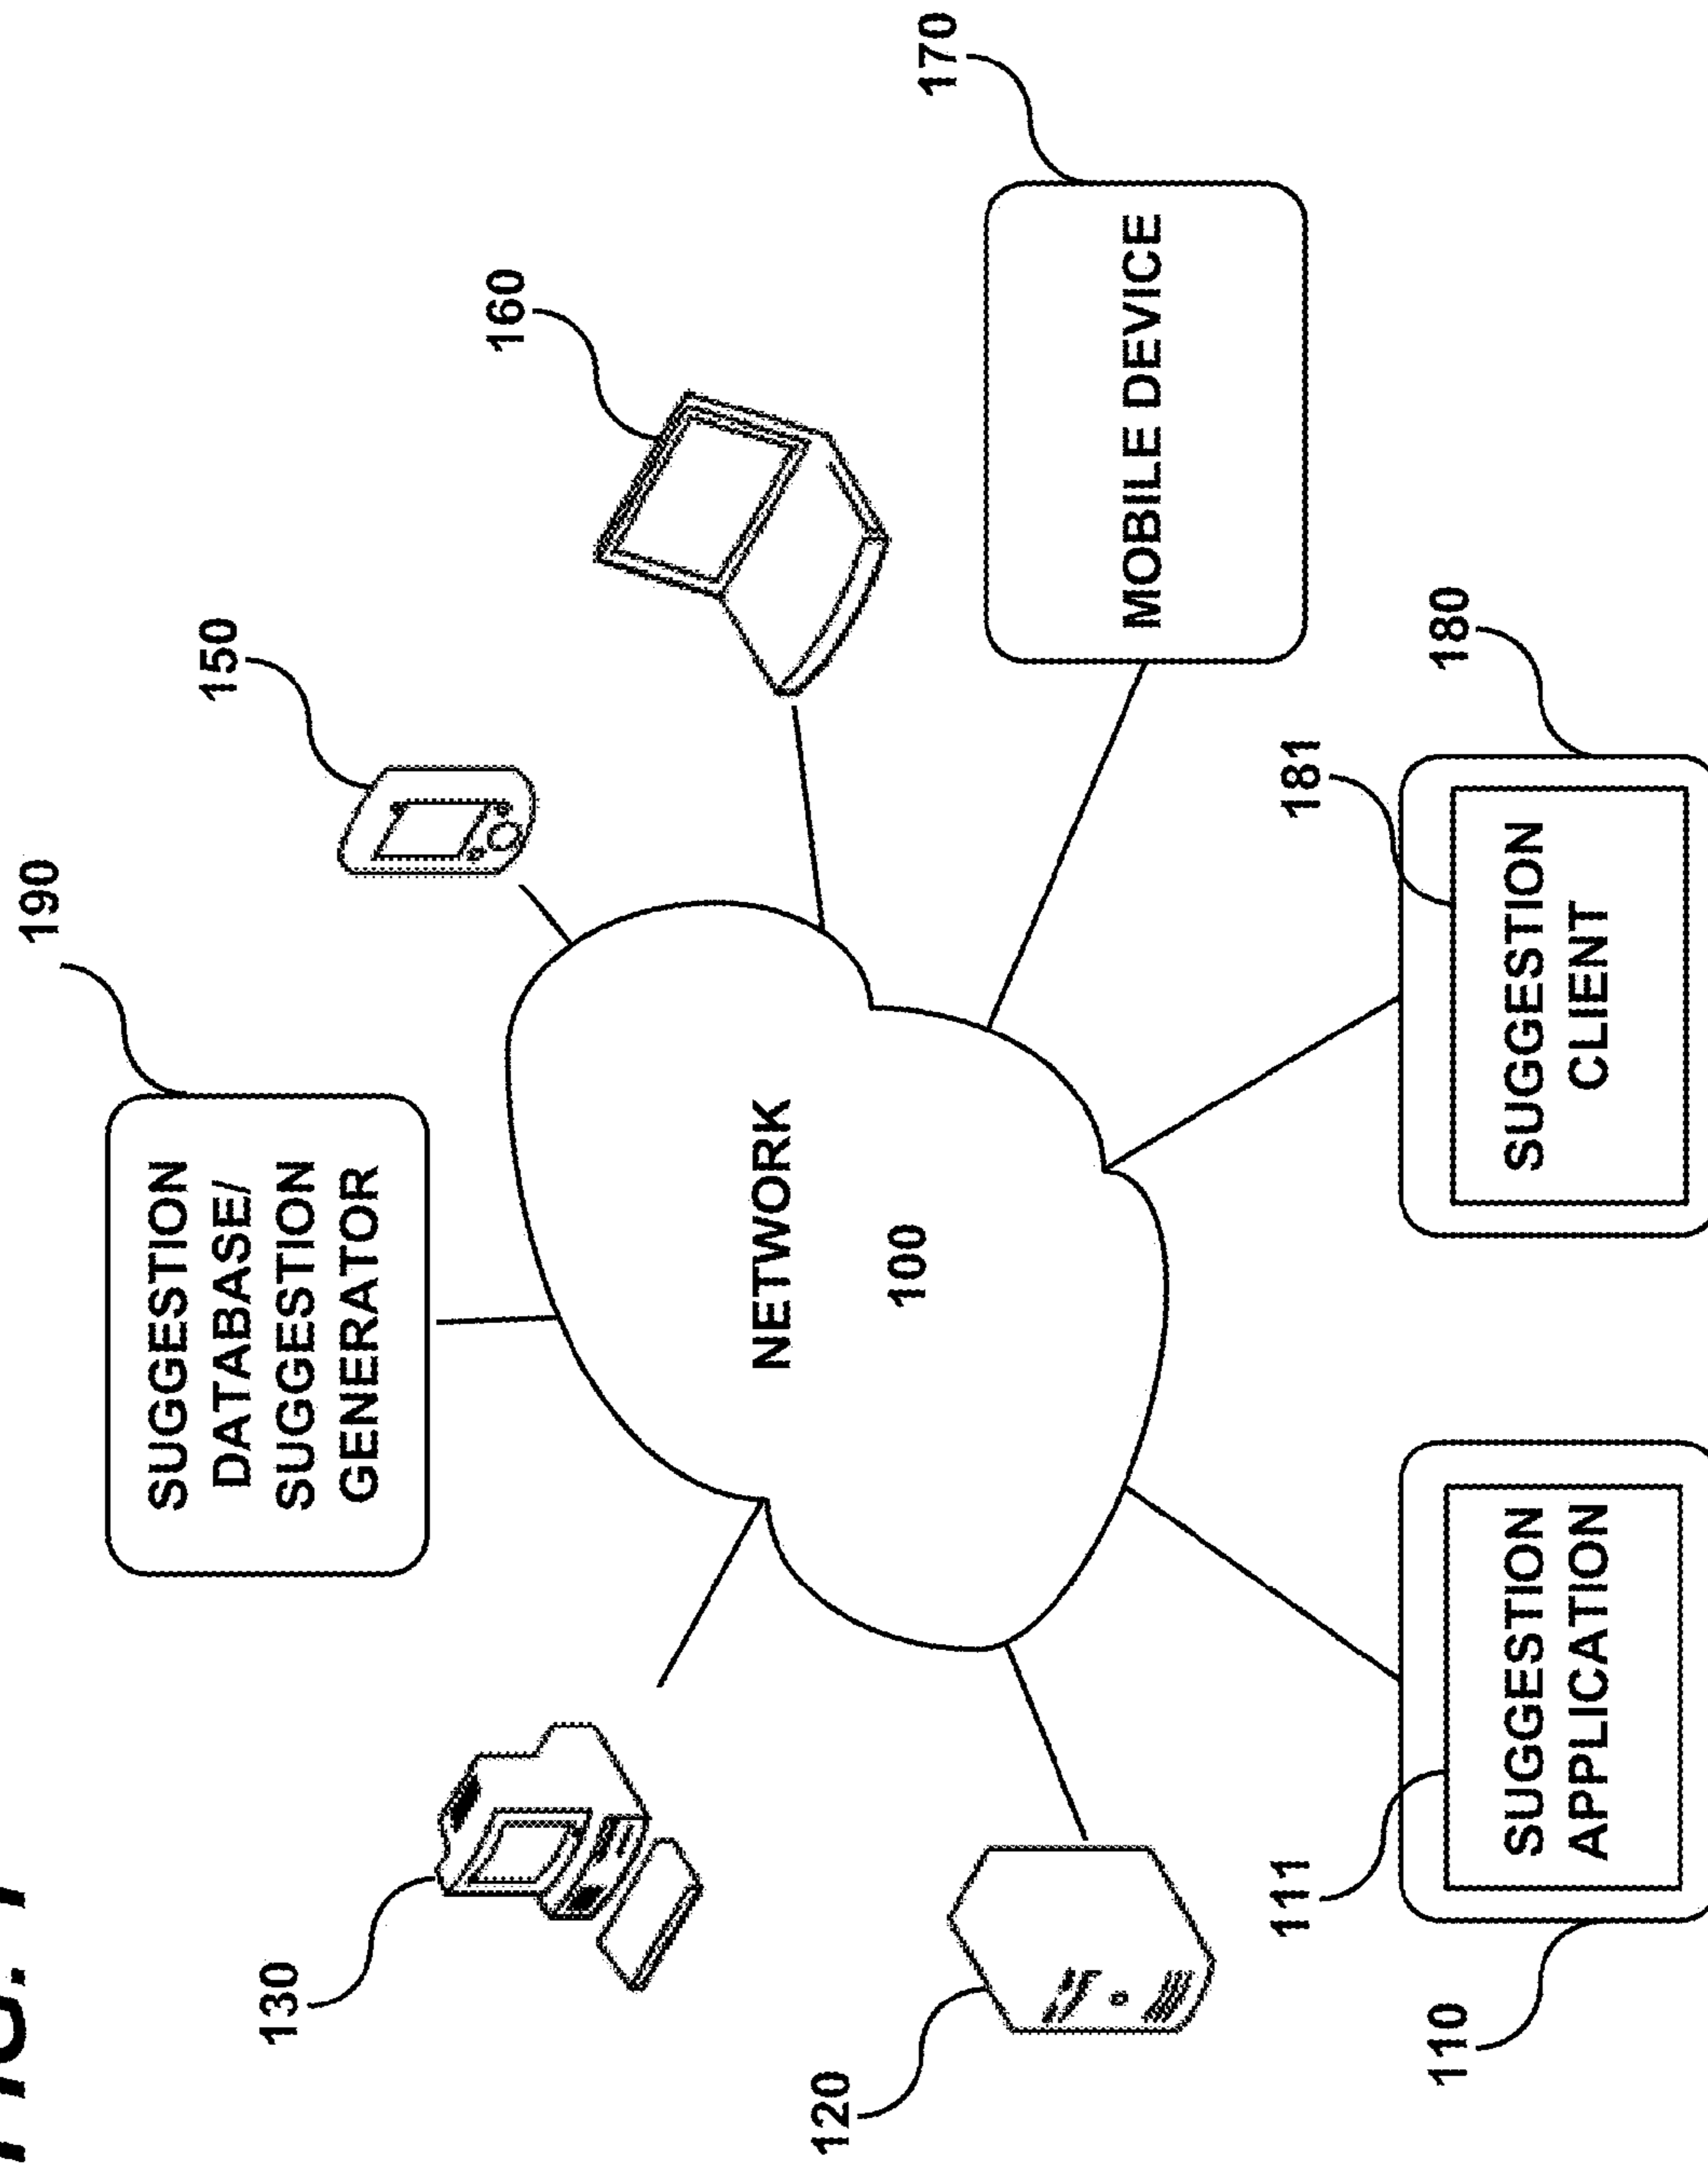 FIG. 1
190
SUGGESTION
DATABASE/
SUGGESTION
GENERATOR
150
130
160
NETWORK
100
120
170
MOBILE DEVICE
111
181
110
180
SUGGESTION
APPLICATION
SUGGESTION
CLIENT